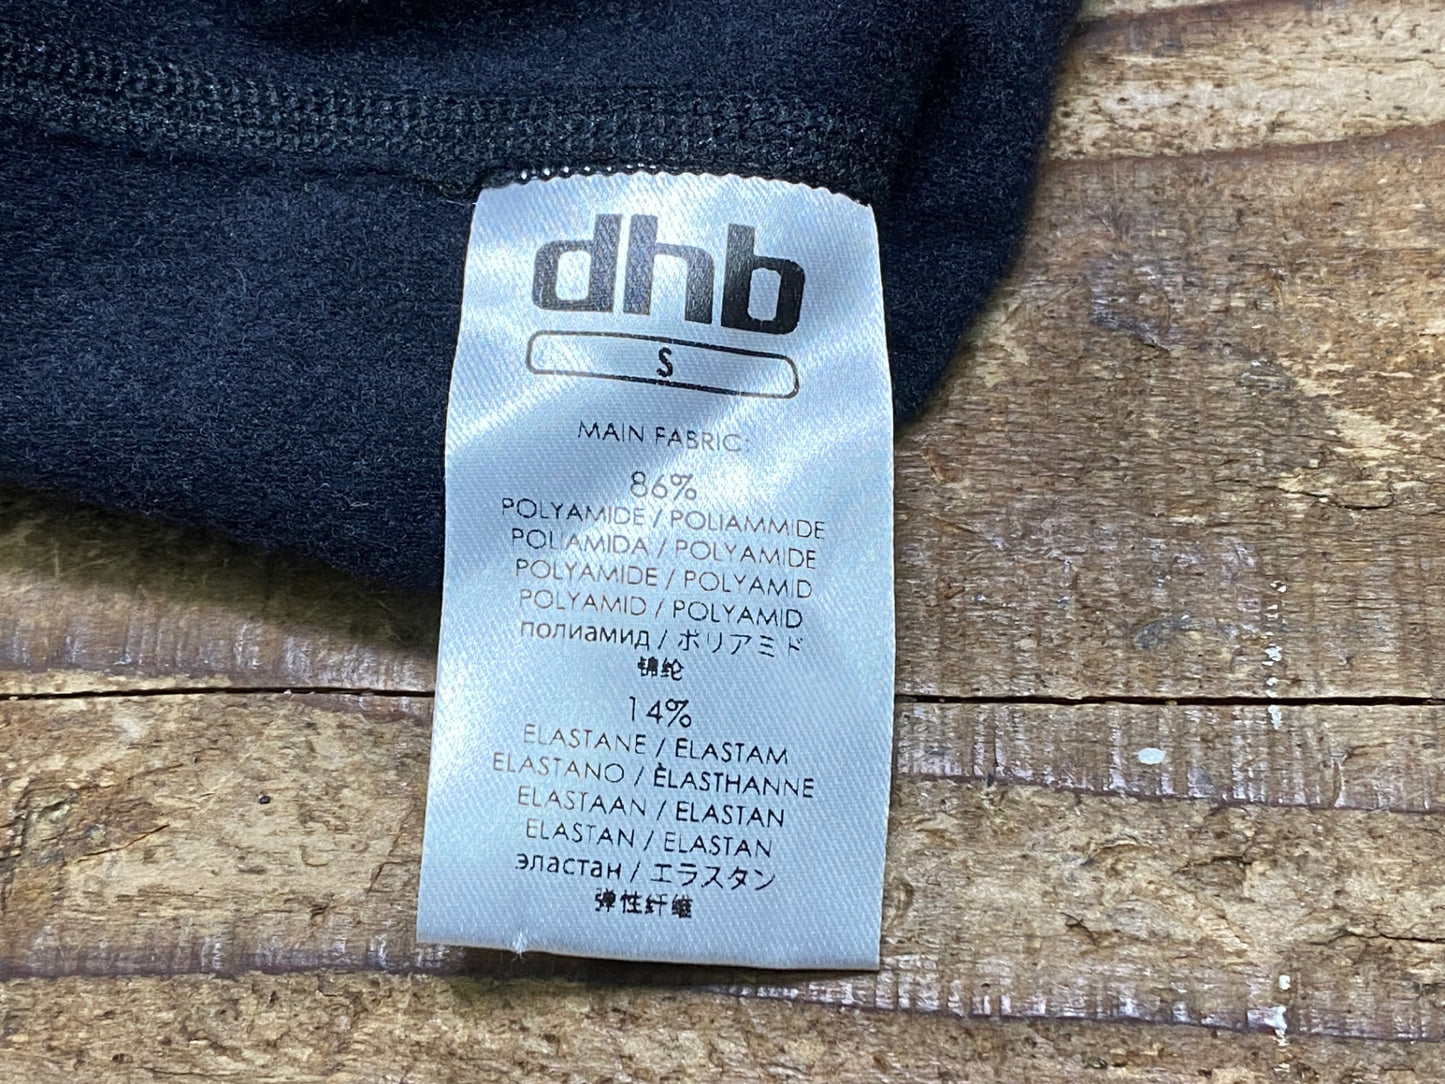 dhb
S
MAIN FABRIC:
86%
POLYAMIDE / POLIAMMIDE
POLIAMIDA / POLYAMIDE
POLYAMIDE / POLYAMID
POLYAMID / POLYAMID
полиамид / ポリアミド
锦纶
14%
ELASTANE / ELASTAM
ELASTANO / ÉLASTHANNE
ELASTAAN / ELASTAN
ELASTAN / ELASTAN
эластан / エラスタン
弹性纤维